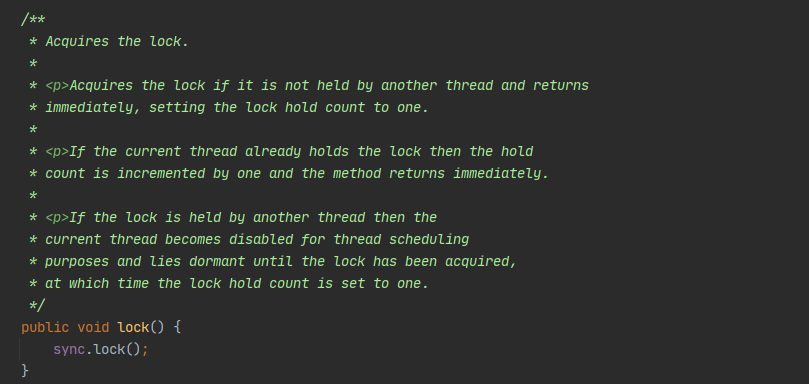 /**
 * Acquires the lock.
 *
 * <p>Acquires the lock if it is not held by another thread and returns
 * immediately, setting the lock hold count to one.
 *
 * <p>If the current thread already holds the lock then the hold
 * count is incremented by one and the method returns immediately.
 *
 * <p>If the lock is held by another thread then the
 * current thread becomes disabled for thread scheduling
 * purposes and lies dormant until the lock has been acquired,
 * at which time the lock hold count is set to one.
 */
public void lock() {
    sync.lock();
}